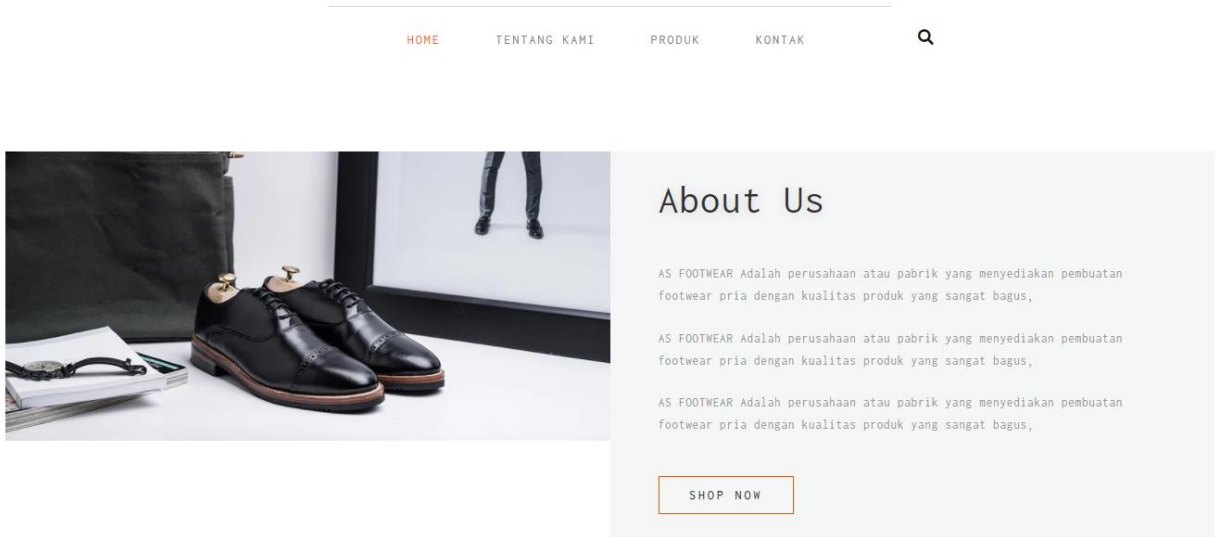 HOME
TENTANG KAMI
PRODUK
KONTAK
About Us
AS FOOTWEAR Adalah perusahaan atau pabrik yang menyediakan pembuatan
footwear pria dengan kualitas produk yang sangat bagus,
AS FOOTWEAR Adalah perusahaan atau pabrik yang menyediakan pembuatan
footwear pria dengan kualitas produk yang sangat bagus,
AS FOOTWEAR Adalah perusahaan atau pabrik yang menyediakan pembuatan
footwear pria dengan kualitas produk yang sangat bagus,
SHOP NOW